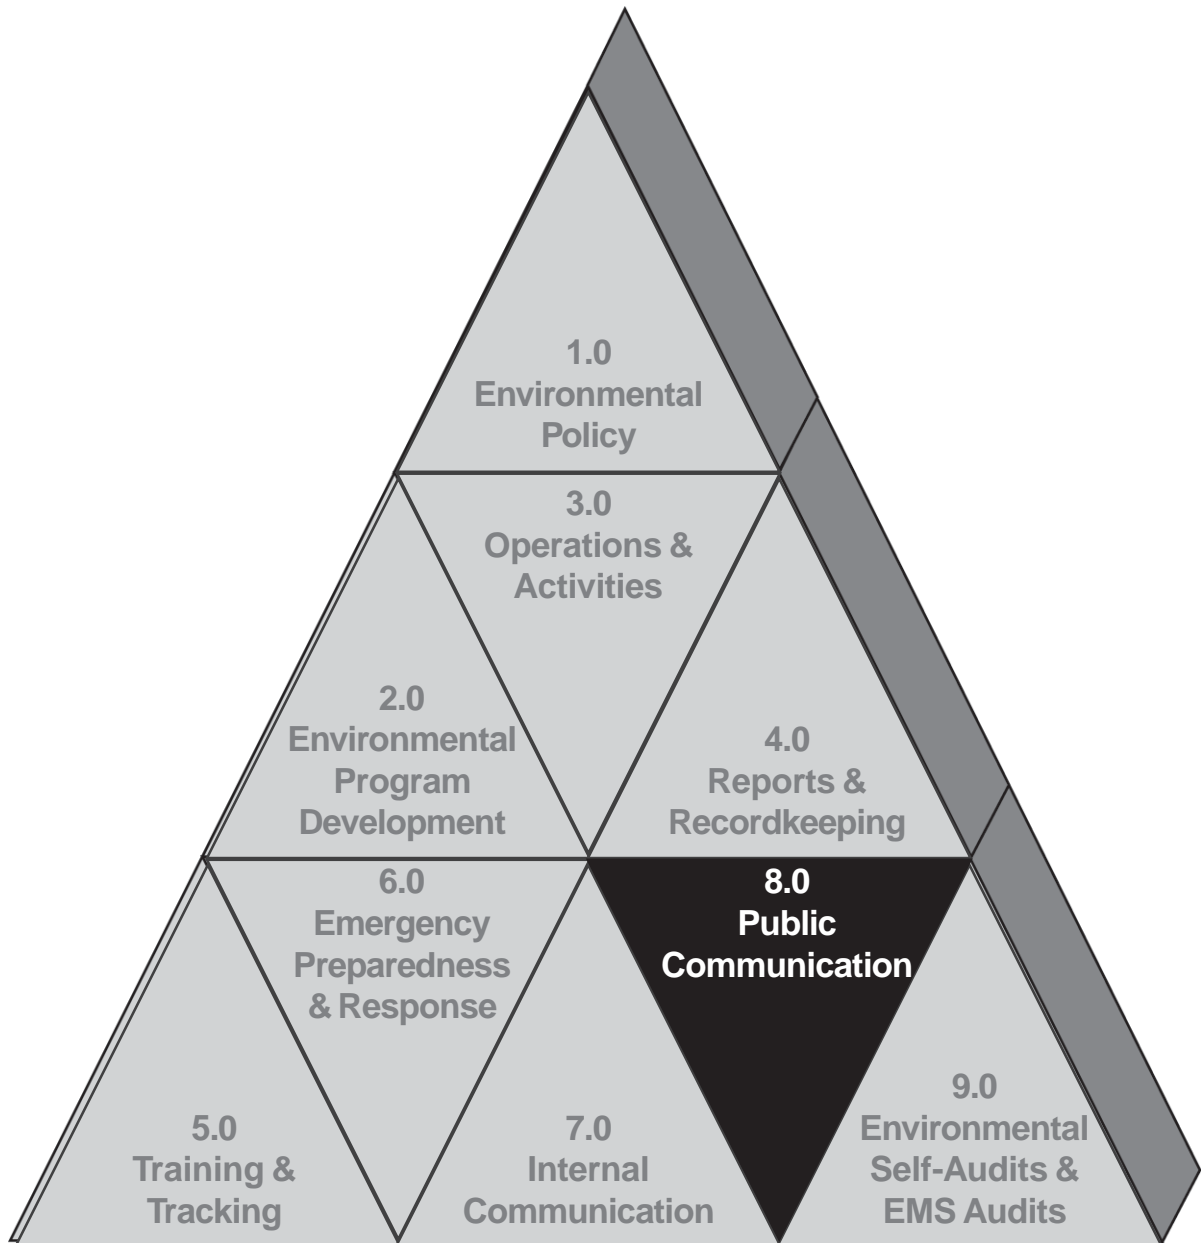 1.0
Environmental
Policy
3.0
Operations &
Activities
2.0
Environmental
Program
Development
4.0
Reports &
Recordkeeping
6.0
Emergency
Preparedness
& Response
8.0
Public
Communication
5.0
Training &
Tracking
7.0
Internal
Communication
9.0
Environmental
Self-Audits &
EMS Audits